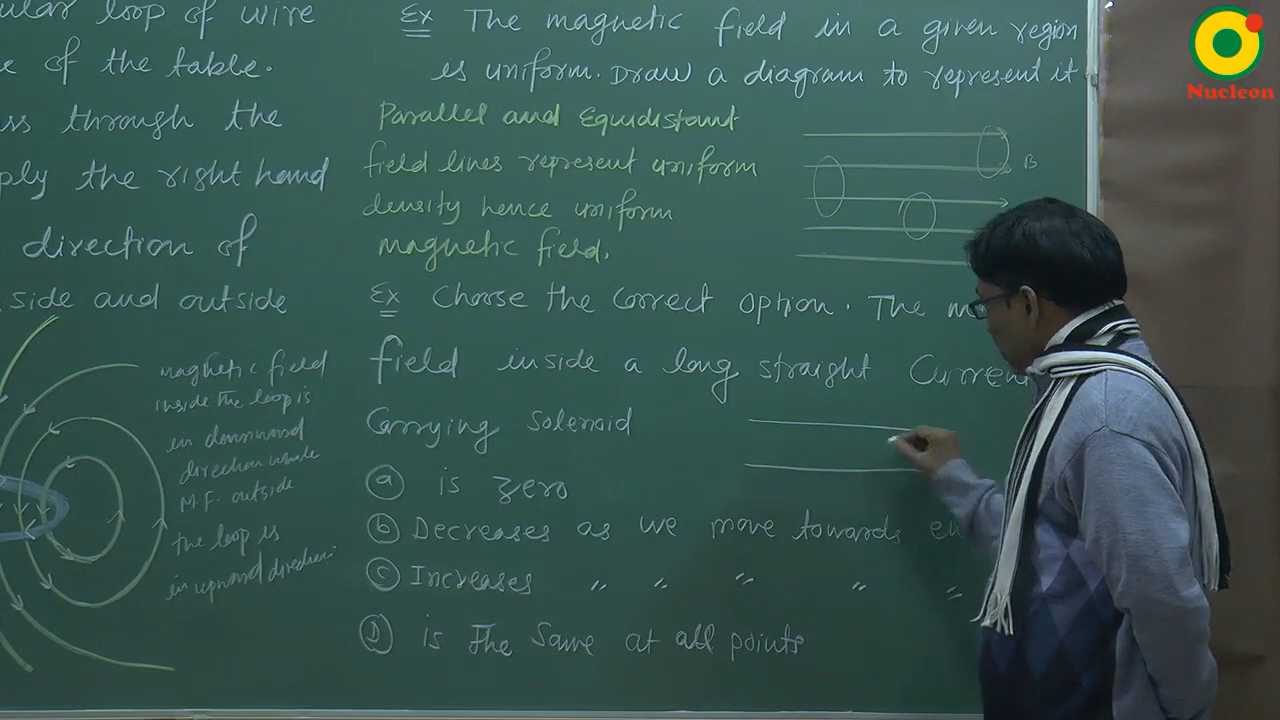 ular loop of wire
e of the table.
ss through the
ply the right hand
direction of
side and outside
magnetic field
inside the loop is
in downward
direction while
M.F. outside
the loop is
in upward direction.
Ex The magnetic field in a given region
is uniform. Draw a diagram to represent it
Parallel and Equidistant
field lines represent uniform
density hence uniform
magnetic field.
B
Ex Choose the Correct option. The m
field inside a long straight Curren
Carrying Solenoid
(a) is zero
(b) Decreases as we move towards en
(c) Increases " " " " "
(D) is The Same at all points
Nucleon